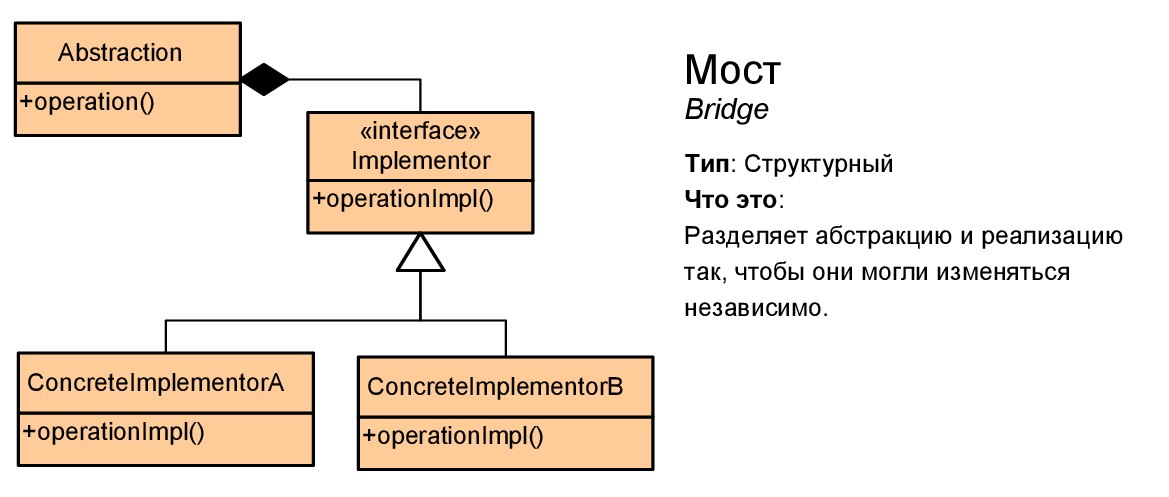 Abstraction
+operation()
«interface»
Implementor
+operationImpl()
ConcreteImplementorA
+operationImpl()
ConcreteImplementorB
+operationImpl()
Мост
Bridge
Тип: Структурный
Что это:
Разделяет абстракцию и реализацию
так, чтобы они могли изменяться
независимо.